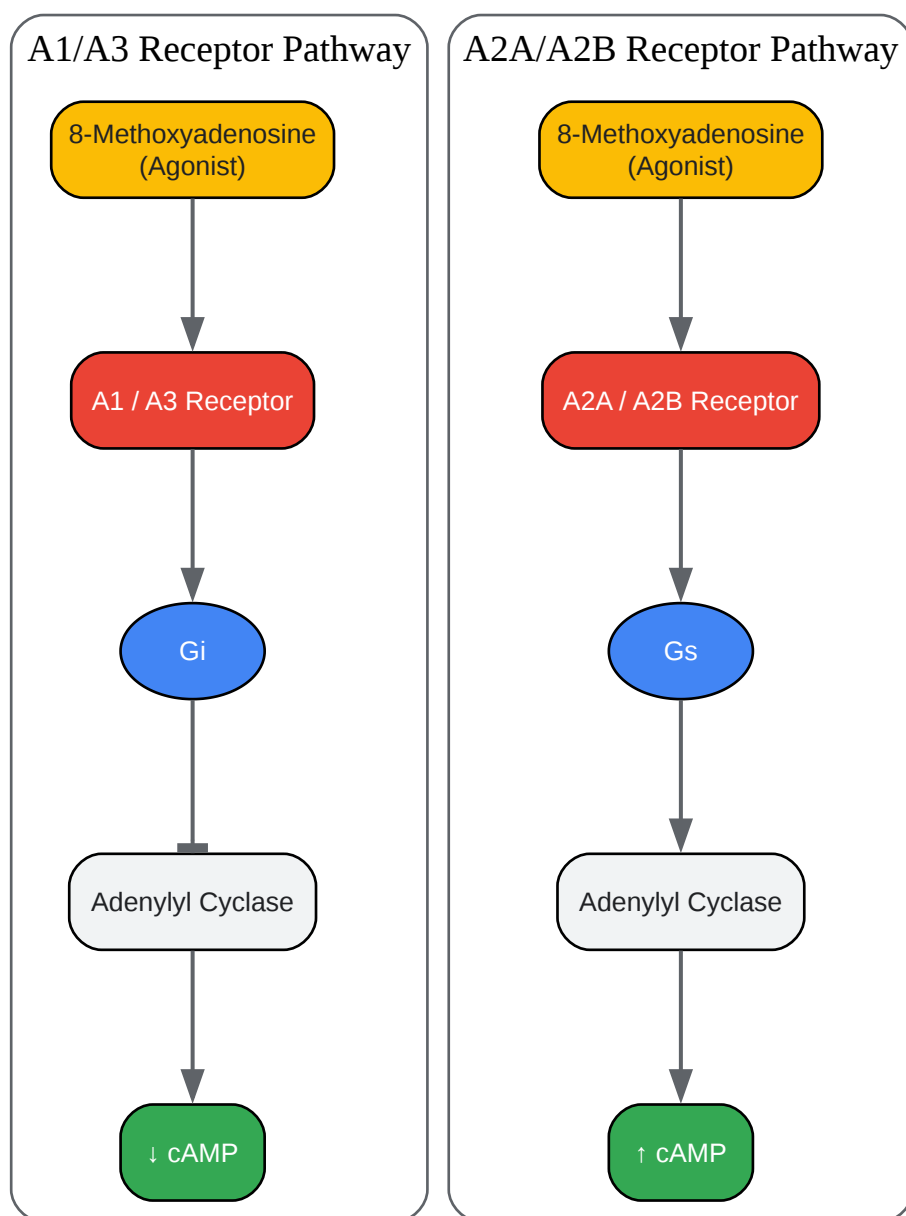 A1/A3 Receptor Pathway
8-Methoxyadenosine
(Agonist)
A1 / A3 Receptor
Gi
Adenylyl Cyclase
↓ cAMP
A2A/A2B Receptor Pathway
8-Methoxyadenosine
(Agonist)
A2A / A2B Receptor
Gs
Adenylyl Cyclase
↑ cAMP